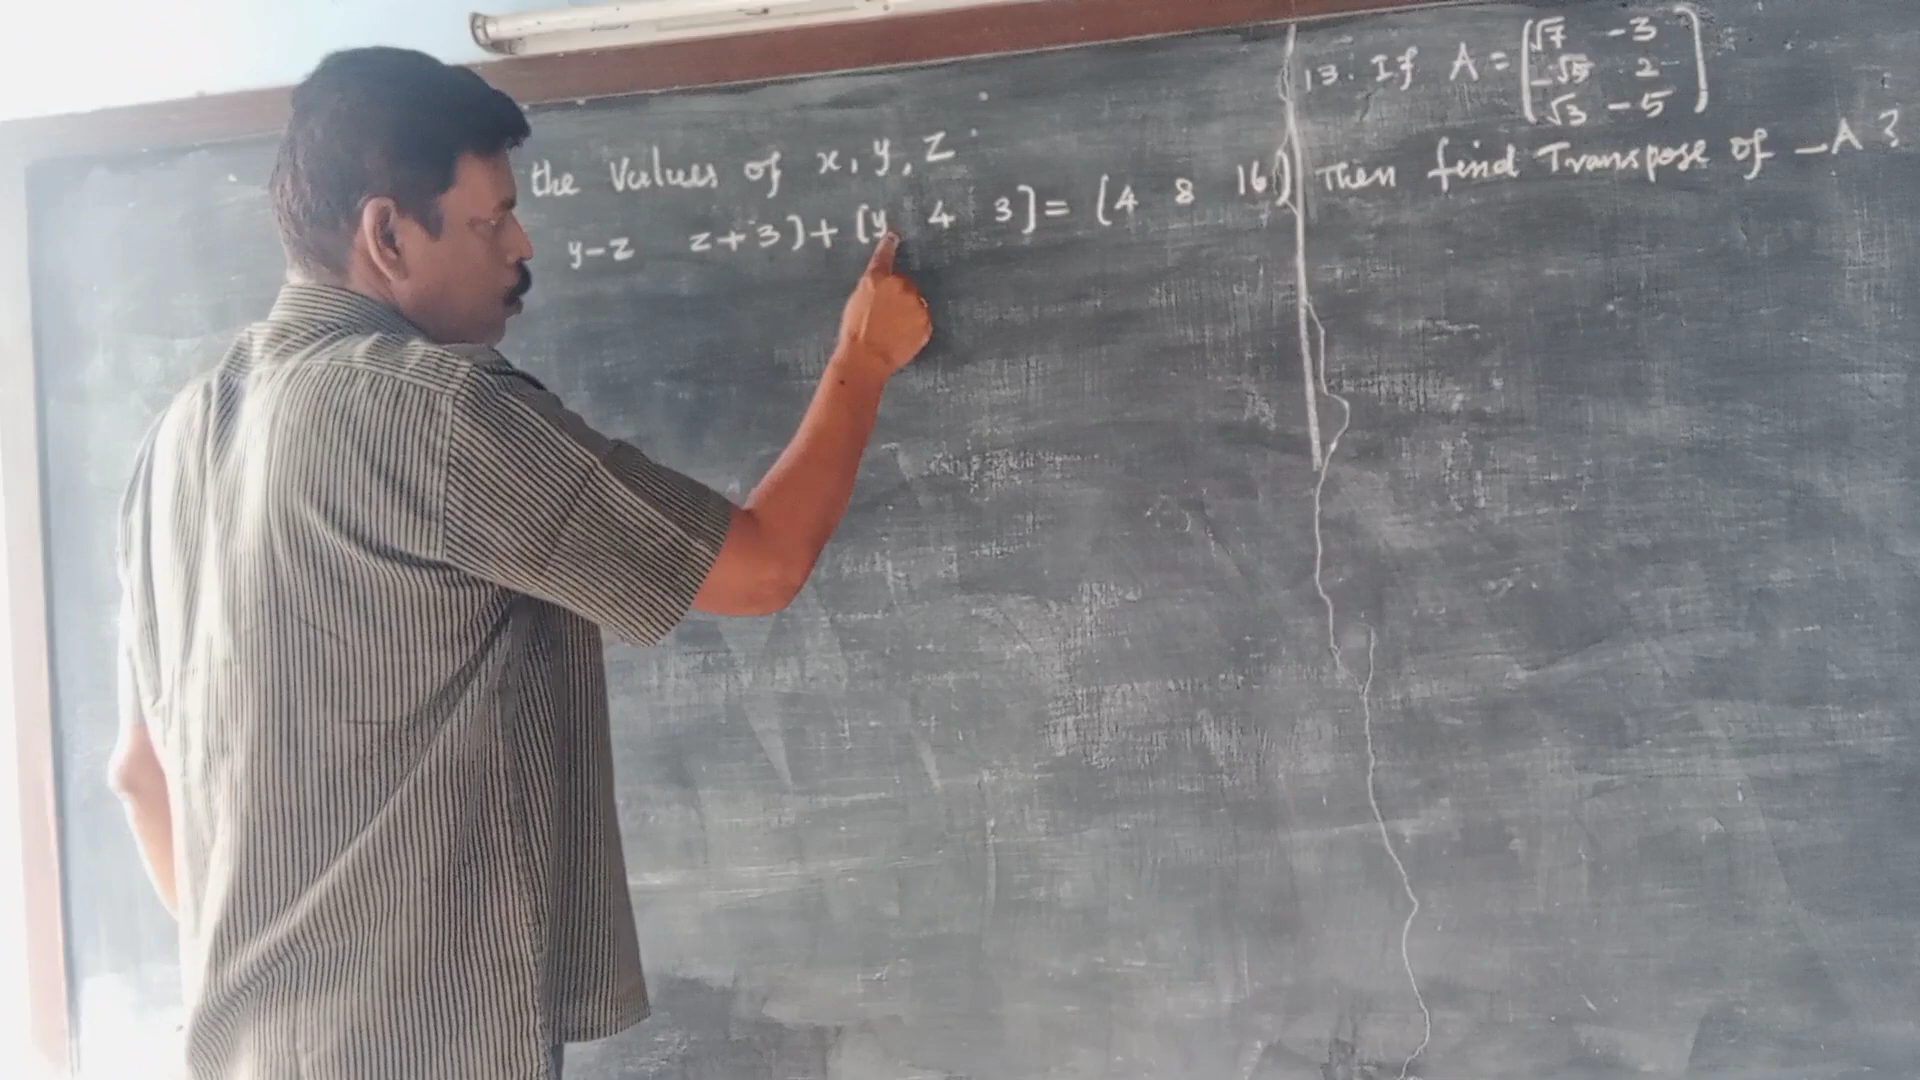 the values of x, y, z.
y-z z+3)+(y 4 3)= (4 8 16)
13. If A = (√7 -3
-√5 2
√3 -5)
Then find Transpose of -A ?